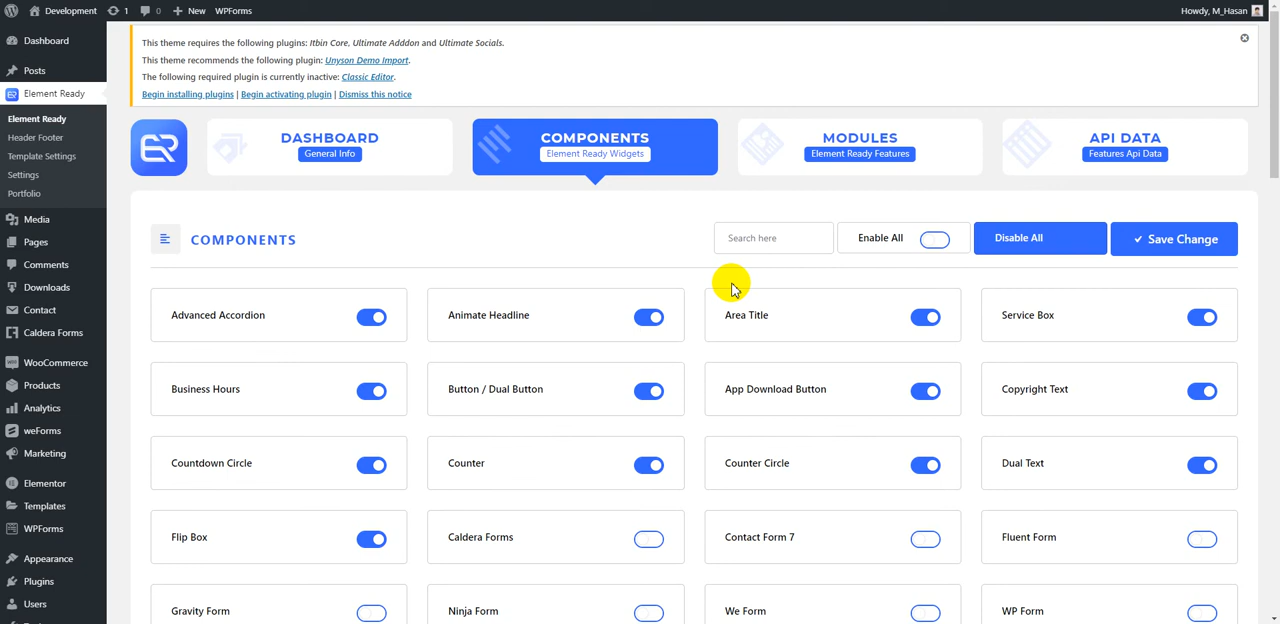 Development
1
0
New
WPForms
Howdy, M_Hasan
Dashboard
Posts
Element Ready
Element Ready
Header Footer
Template Settings
Settings
Portfolio
Media
Pages
Comments
Downloads
Contact
Caldera Forms
WooCommerce
Products
Analytics
weForms
Marketing
Elementor
Templates
WPForms
Appearance
Plugins
Users
This theme requires the following plugins: Itbin Core, Ultimate Adddon and Ultimate Socials.
This theme recommends the following plugin: Unyson Demo Import.
The following required plugin is currently inactive: Classic Editor.
Begin installing plugins | Begin activating plugin | Dismiss this notice
ER
DASHBOARD
General Info
COMPONENTS
Element Ready Widgets
MODULES
Element Ready Features
API DATA
Features Api Data
COMPONENTS
Search here
Enable All
Disable All
✓ Save Change
Advanced Accordion
Animate Headline
Area Title
Service Box
Business Hours
Button / Dual Button
App Download Button
Copyright Text
Countdown Circle
Counter
Counter Circle
Dual Text
Flip Box
Caldera Forms
Contact Form 7
Fluent Form
Gravity Form
Ninja Form
We Form
WP Form